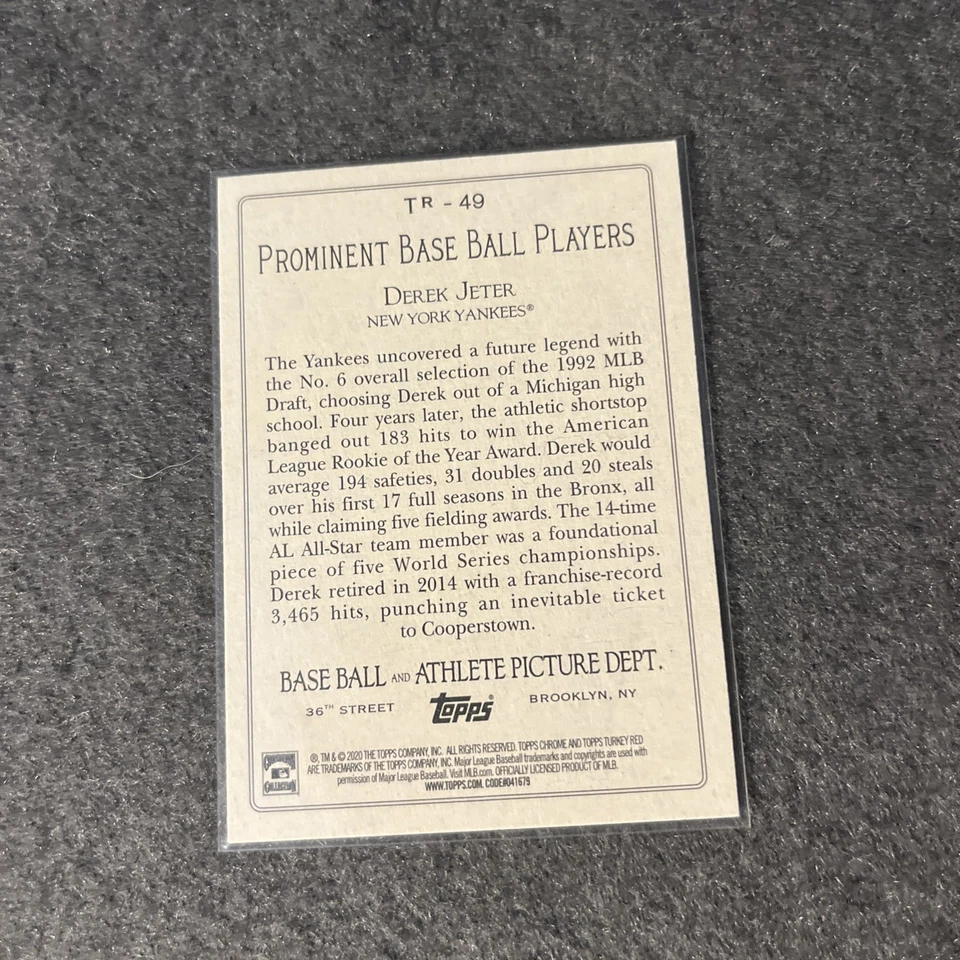 TR - 49
PROMINENT BASE BALL PLAYERS
DEREK JETER
NEW YORK YANKEES®
The Yankees uncovered a future legend with
the No. 6 overall selection of the 1992 MLB
Draft, choosing Derek out of a Michigan high
school. Four years later, the athletic shortstop
banged out 183 hits to win the American
League Rookie of the Year Award. Derek would
average 194 safeties, 31 doubles and 20 steals
over his first 17 full seasons in the Bronx, all
while claiming five fielding awards. The 14-time
AL All-Star team member was a foundational
piece of five World Series championships.
Derek retired in 2014 with a franchise-record
3,465 hits, punching an inevitable ticket
to Cooperstown.
BASE BALL AND ATHLETE PICTURE DEPT.
36TH STREET Topps® BROOKLYN, NY
®, TM & © 2020 THE TOPPS COMPANY, INC. ALL RIGHTS RESERVED. TOPPS CHROME AND TOPPS TURKEY RED
ARE TRADEMARKS OF THE TOPPS COMPANY, INC. Major League Baseball trademarks and copyrights are used with
permission of Major League Baseball. Visit MLB.com. OFFICIALLY LICENSED PRODUCT OF MLB.
WWW.TOPPS.COM. CODE#041679